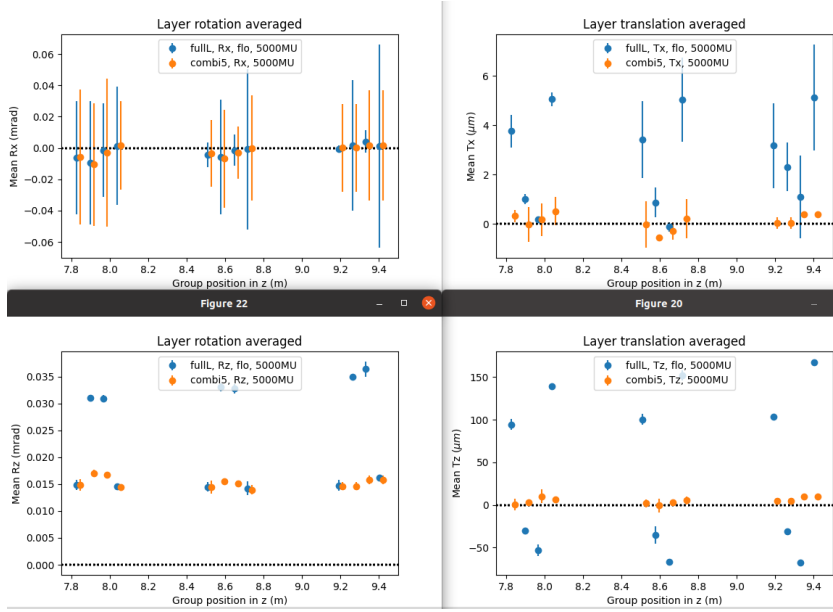 Layer rotation averaged
fullL, Rx, flo, 5000MU
combi5, Rx, 5000MU
Mean Rx (mrad)
0.06
0.04
0.02
0.00
−0.02
−0.04
−0.06
7.8 8.0 8.2 8.4 8.6 8.8 9.0 9.2 9.4
Group position in z (m)
Layer translation averaged
fullL, Tx, flo, 5000MU
combi5, Tx, 5000MU
Mean Tx (μm)
6
4
2
0
7.8 8.0 8.2 8.4 8.6 8.8 9.0 9.2 9.4
Group position in z (m)
Figure 22
Layer rotation averaged
fullL, Rz, flo, 5000MU
combi5, Rz, 5000MU
Mean Rz (mrad)
0.035
0.030
0.025
0.020
0.015
0.010
0.005
0.000
7.8 8.0 8.2 8.4 8.6 8.8 9.0 9.2 9.4
Group position in z (m)
Figure 20
Layer translation averaged
fullL, Tz, flo, 5000MU
combi5, Tz, 5000MU
Mean Tz (μm)
150
100
50
0
−50
7.8 8.0 8.2 8.4 8.6 8.8 9.0 9.2 9.4
Group position in z (m)